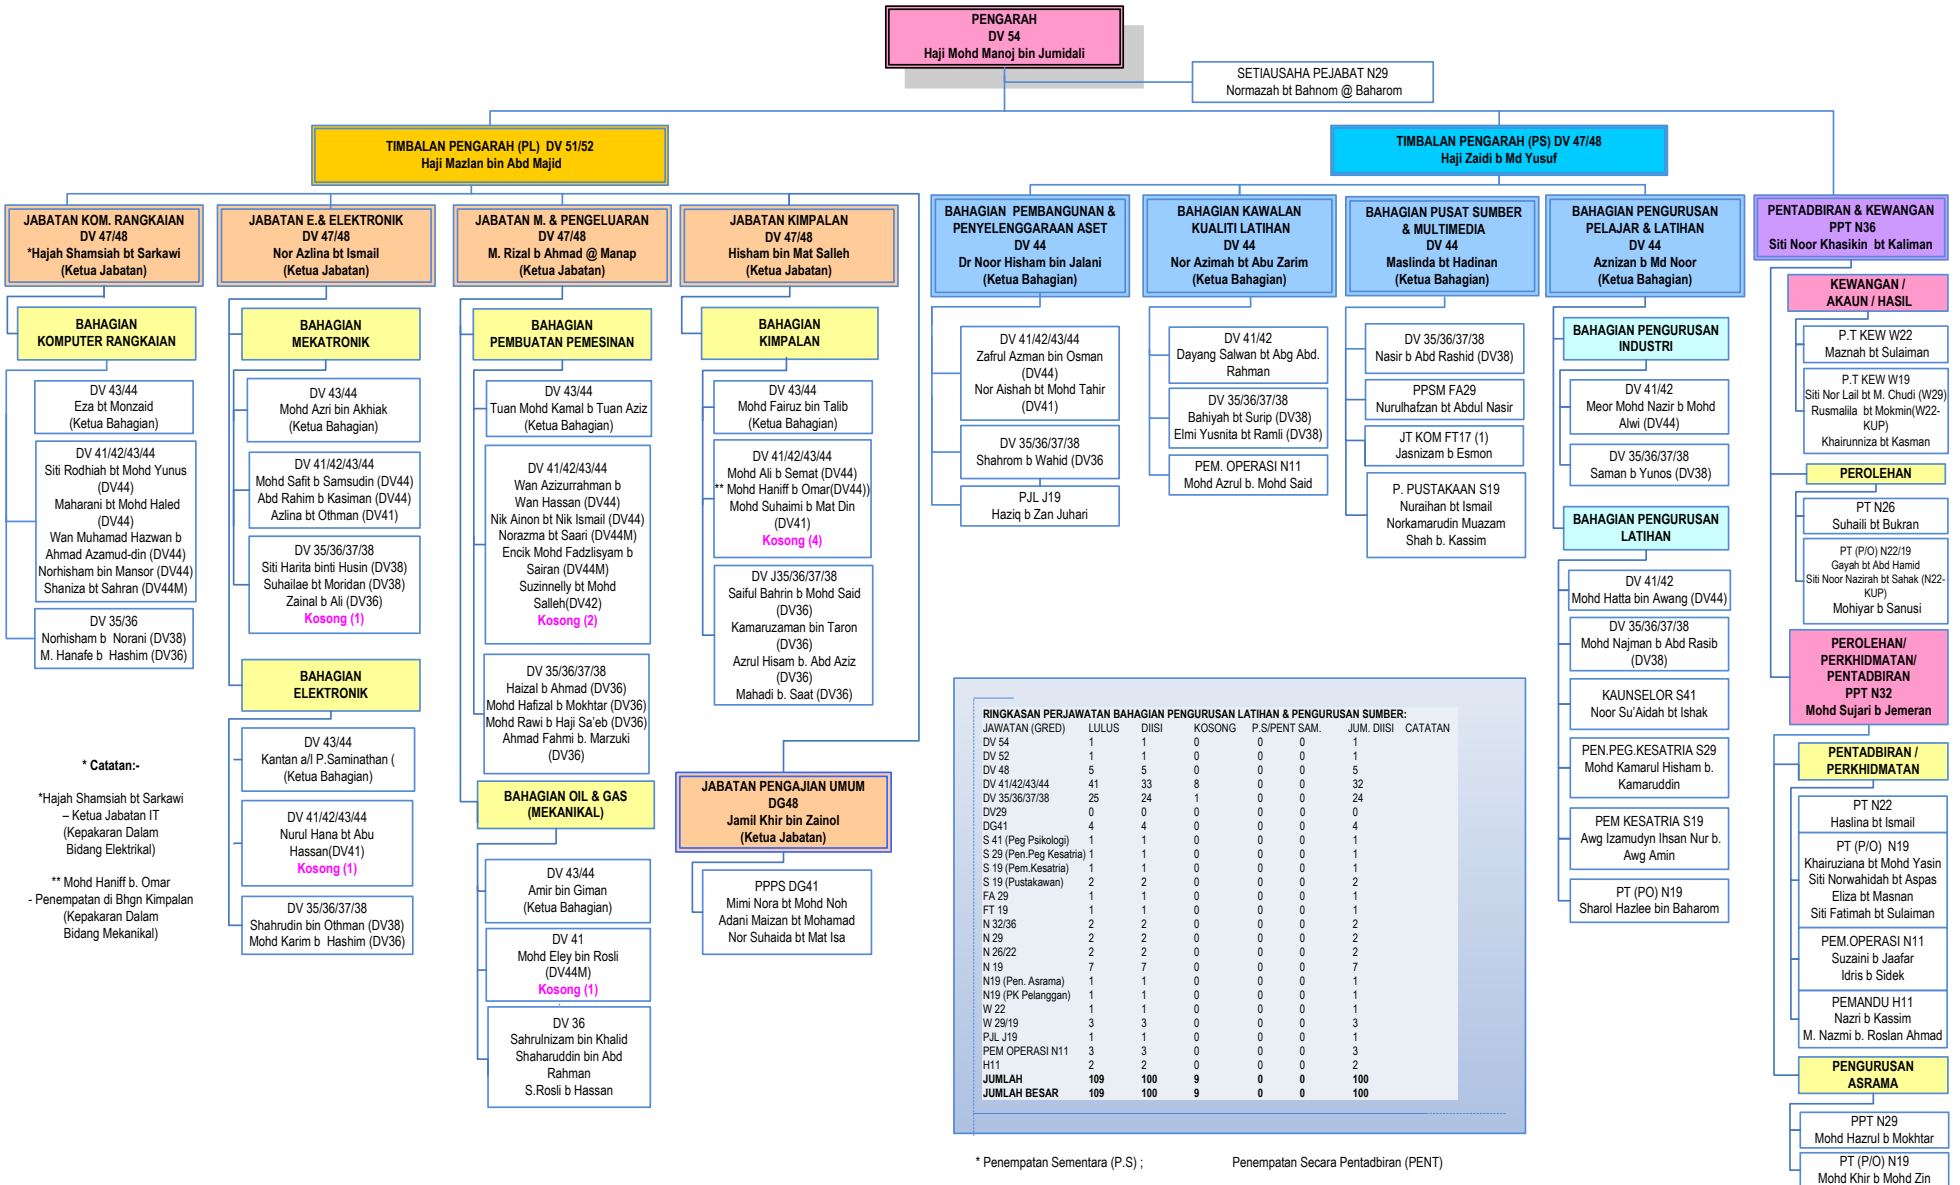 PENGARAH
DV 54
Haji Mohd Manoj bin Jumidali
SETIAUSAHA PEJABAT N29
Normazah bt Bahnom @ Baharom
TIMBALAN PENGARAH (PL)  DV 51/52
Haji Mazlan bin Abd Majid
TIMBALAN PENGARAH (PS) DV 47/48
Haji Zaidi b Md Yusuf
JABATAN KOM. RANGKAIAN
DV 47/48
*Hajah Shamsiah bt Sarkawi
(Ketua Jabatan)
BAHAGIAN
KOMPUTER RANGKAIAN
DV 43/44
Eza bt Monzaid
(Ketua Bahagian)
DV 41/42/43/44
Siti Rodhiah bt Mohd Yunus
(DV44)
Maharani bt Mohd Haled
(DV44)
Wan Muhamad Hazwan b
Ahmad Azamud-din (DV44)
Norhisham bin Mansor (DV44)
Shaniza bt Sahran (DV44M)
DV 35/36
Norhisham b  Norani (DV38)
M. Hanafe b  Hashim (DV36)
* Catatan:-
*Hajah Shamsiah bt Sarkawi
– Ketua Jabatan IT
(Kepakaran Dalam
Bidang Elektrikal)
** Mohd Haniff b. Omar
- Penempatan di Bhgn Kimpalan
(Kepakaran Dalam
Bidang Mekanikal)
JABATAN E.& ELEKTRONIK
DV 47/48
Nor Azlina bt Ismail
(Ketua Jabatan)
BAHAGIAN
MEKATRONIK
DV 43/44
Mohd Azri bin Akhiak
(Ketua Bahagian)
DV 41/42/43/44
Mohd Safit b Samsudin (DV44)
Abd Rahim b Kasiman (DV44)
Azlina bt Othman (DV41)
DV 35/36/37/38
Siti Harita binti Husin (DV38)
Suhailae bt Moridan (DV38)
Zainal b Ali (DV36)
Kosong (1)
BAHAGIAN
ELEKTRONIK
DV 43/44
Kantan a/l P.Saminathan (
(Ketua Bahagian)
DV 41/42/43/44
Nurul Hana bt Abu
Hassan(DV41)
Kosong (1)
DV 35/36/37/38
Shahrudin bin Othman (DV38)
Mohd Karim b  Hashim (DV36)
JABATAN M. & PENGELUARAN
DV 47/48
M. Rizal b Ahmad @ Manap
(Ketua Jabatan)
BAHAGIAN
PEMBUATAN PEMESINAN
DV 43/44
Tuan Mohd Kamal b Tuan Aziz
(Ketua Bahagian)
DV 41/42/43/44
Wan Azizurrahman b
Wan Hassan (DV44)
Nik Ainon bt Nik Ismail (DV44)
Norazma bt Saari (DV44M)
Encik Mohd Fadzlisyam b
Sairan (DV44M)
Suzinnelly bt Mohd
Salleh(DV42)
Kosong (2)
DV 35/36/37/38
Haizal b Ahmad (DV36)
Mohd Hafizal b Mokhtar (DV36)
Mohd Rawi b Haji Sa'eb (DV36)
Ahmad Fahmi b. Marzuki
(DV36)
BAHAGIAN OIL & GAS
(MEKANIKAL)
DV 43/44
Amir bin Giman
(Ketua Bahagian)
DV 41
Mohd Eley bin Rosli
(DV44M)
Kosong (1)
DV 36
Sahrulnizam bin Khalid
Shaharuddin bin Abd
Rahman
S.Rosli b Hassan
JABATAN KIMPALAN
DV 47/48
Hisham bin Mat Salleh
(Ketua Jabatan)
BAHAGIAN
KIMPALAN
DV 43/44
Mohd Fairuz bin Talib
(Ketua Bahagian)
DV 41/42/43/44
Mohd Ali b Semat (DV44)
** Mohd Haniff b Omar(DV44))
Mohd Suhaimi b Mat Din
(DV41)
Kosong (4)
DV J35/36/37/38
Saiful Bahrin b Mohd Said
(DV36)
Kamaruzaman bin Taron
(DV36)
Azrul Hisam b. Abd Aziz
(DV36)
Mahadi b. Saat (DV36)
JABATAN PENGAJIAN UMUM
DG48
Jamil Khir bin Zainol
(Ketua Jabatan)
PPPS DG41
Mimi Nora bt Mohd Noh
Adani Maizan bt Mohamad
Nor Suhaida bt Mat Isa
BAHAGIAN  PEMBANGUNAN &
PENYELENGGARAAN ASET
DV 44
Dr Noor Hisham bin Jalani
(Ketua Bahagian)
DV 41/42/43/44
Zafrul Azman bin Osman
(DV44)
Nor Aishah bt Mohd Tahir
(DV41)
DV 35/36/37/38
Shahrom b Wahid (DV36
PJL J19
Haziq b Zan Juhari
BAHAGIAN KAWALAN
KUALITI LATIHAN
DV 44
Nor Azimah bt Abu Zarim
(Ketua Bahagian)
DV 41/42
Dayang Salwan bt Abg Abd.
Rahman
DV 35/36/37/38
Bahiyah bt Surip (DV38)
Elmi Yusnita bt Ramli (DV38)
PEM. OPERASI N11
Mohd Azrul b. Mohd Said
BAHAGIAN PUSAT SUMBER
& MULTIMEDIA
DV 44
Maslinda bt Hadinan
(Ketua Bahagian)
DV 35/36/37/38
Nasir b Abd Rashid (DV38)
PPSM FA29
Nurulhafzan bt Abdul Nasir
JT KOM FT17 (1)
Jasnizam b Esmon
P. PUSTAKAAN S19
Nuraihan bt Ismail
Norkamarudin Muazam
Shah b. Kassim
BAHAGIAN PENGURUSAN
PELAJAR & LATIHAN
DV 44
Aznizan b Md Noor
(Ketua Bahagian)
BAHAGIAN PENGURUSAN
INDUSTRI
DV 41/42
Meor Mohd Nazir b Mohd
Alwi (DV44)
DV 35/36/37/38
Saman b Yunos (DV38)
BAHAGIAN PENGURUSAN
LATIHAN
DV 41/42
Mohd Hatta bin Awang (DV44)
DV 35/36/37/38
Mohd Najman b Abd Rasib
(DV38)
KAUNSELOR S41
Noor Su'Aidah bt Ishak
PEN.PEG.KESATRIA S29
Mohd Kamarul Hisham b.
Kamaruddin
PEM KESATRIA S19
Awg Izamudyn Ihsan Nur b.
Awg Amin
PT (PO) N19
Sharol Hazlee bin Baharom
PENTADBIRAN & KEWANGAN
PPT N36
Siti Noor Khasikin  bt Kaliman
KEWANGAN /
AKAUN / HASIL
P.T KEW W22
Maznah bt Sulaiman
P.T KEW W19
Siti Nor Lail bt M. Chudi (W29)
Rusmalila  bt Mokmin(W22-
KUP)
Khairunniza bt Kasman
PEROLEHAN
PT N26
Suhaili bt Bukran
PT (P/O) N22/19
Gayah bt Abd Hamid
Siti Noor Nazirah bt Sahak (N22-
KUP)
Mohiyar b Sanusi
PEROLEHAN/
PERKHIDMATAN/
PENTADBIRAN
PPT N32
Mohd Sujari b Jemeran
PENTADBIRAN /
PERKHIDMATAN
PT N22
Haslina bt Ismail
PT (P/O)  N19
Khairuziana bt Mohd Yasin
Siti Norwahidah bt Aspas
Eliza bt Masnan
Siti Fatimah bt Sulaiman
PEM.OPERASI N11
Suzaini b Jaafar
Idris b Sidek
PEMANDU H11
Nazri b Kassim
M. Nazmi b. Roslan Ahmad
PENGURUSAN
ASRAMA
PPT N29
Mohd Hazrul b Mokhtar
PT (P/O) N19
Mohd Khir b Mohd Zin
RINGKASAN PERJAWATAN BAHAGIAN PENGURUSAN LATIHAN & PENGURUSAN SUMBER:
JAWATAN (GRED) LULUS DIISI KOSONG P.S/PENT SAM. JUM. DIISI CATATAN
DV 54 1 1 0 0 0 1
DV 52 1 1 0 0 0 1
DV 48 5 5 0 0 0 5
DV 41/42/43/44 41 33 8 0 0 32
DV 35/36/37/38 25 24 1 0 0 24
DV29 0 0 0 0 0 0
DG41 4 4 0 0 0 4
S 41 (Peg Psikologi) 1 1 0 0 0 1
S 29 (Pen.Peg Kesatria) 1 1 0 0 0 1
S 19 (Pem.Kesatria) 1 1 0 0 0 1
S 19 (Pustakawan) 2 2 0 0 0 2
FA 29 1 1 0 0 0 1
FT 19 1 1 0 0 0 1
N 32/36 2 2 0 0 0 2
N 29 2 2 0 0 0 2
N 26/22 2 2 0 0 0 2
N 19 7 7 0 0 0 7
N19 (Pen. Asrama) 1 1 0 0 0 1
N19 (PK Pelanggan) 1 1 0 0 0 1
W 22 1 1 0 0 0 1
W 29/19 3 3 0 0 0 3
PJL J19 1 1 0 0 0 1
PEM OPERASI N11 3 3 0 0 0 3
H11 2 2 0 0 0 2
JUMLAH 109 100 9 0 0 100
JUMLAH BESAR 109 100 9 0 0 100
* Penempatan Sementara (P.S) ; Penempatan Secara Pentadbiran (PENT)